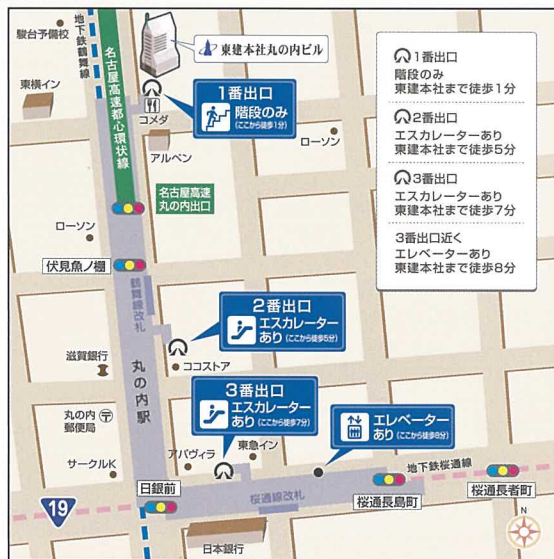 駿台予備校
地下鉄鶴舞線
名古屋高速都心環状線
東建本社丸の内ビル
東横イン
1番出口
階段のみ
(ここから徒歩1分)
コメダ
アルペン
ローソン
名古屋高速
丸の内出口
ローソン
伏見魚ノ棚
鶴舞線改札
2番出口
エスカレーター
あり(ここから徒歩5分)
ココストア
滋賀銀行
丸の内駅
3番出口
エスカレーター
あり(ここから徒歩7分)
エレベーター
あり(ここから徒歩8分)
丸の内
郵便局
〒
アパヴィラ
東急イン
サークルK
地下鉄桜通線
日銀前
桜通線改札
桜通長島町
桜通長者町
19
日本銀行
N
1番出口
階段のみ
東建本社まで徒歩1分
2番出口
エスカレーターあり
東建本社まで徒歩5分
3番出口
エスカレーターあり
東建本社まで徒歩7分
3番出口近く
エレベーターあり
東建本社まで徒歩8分